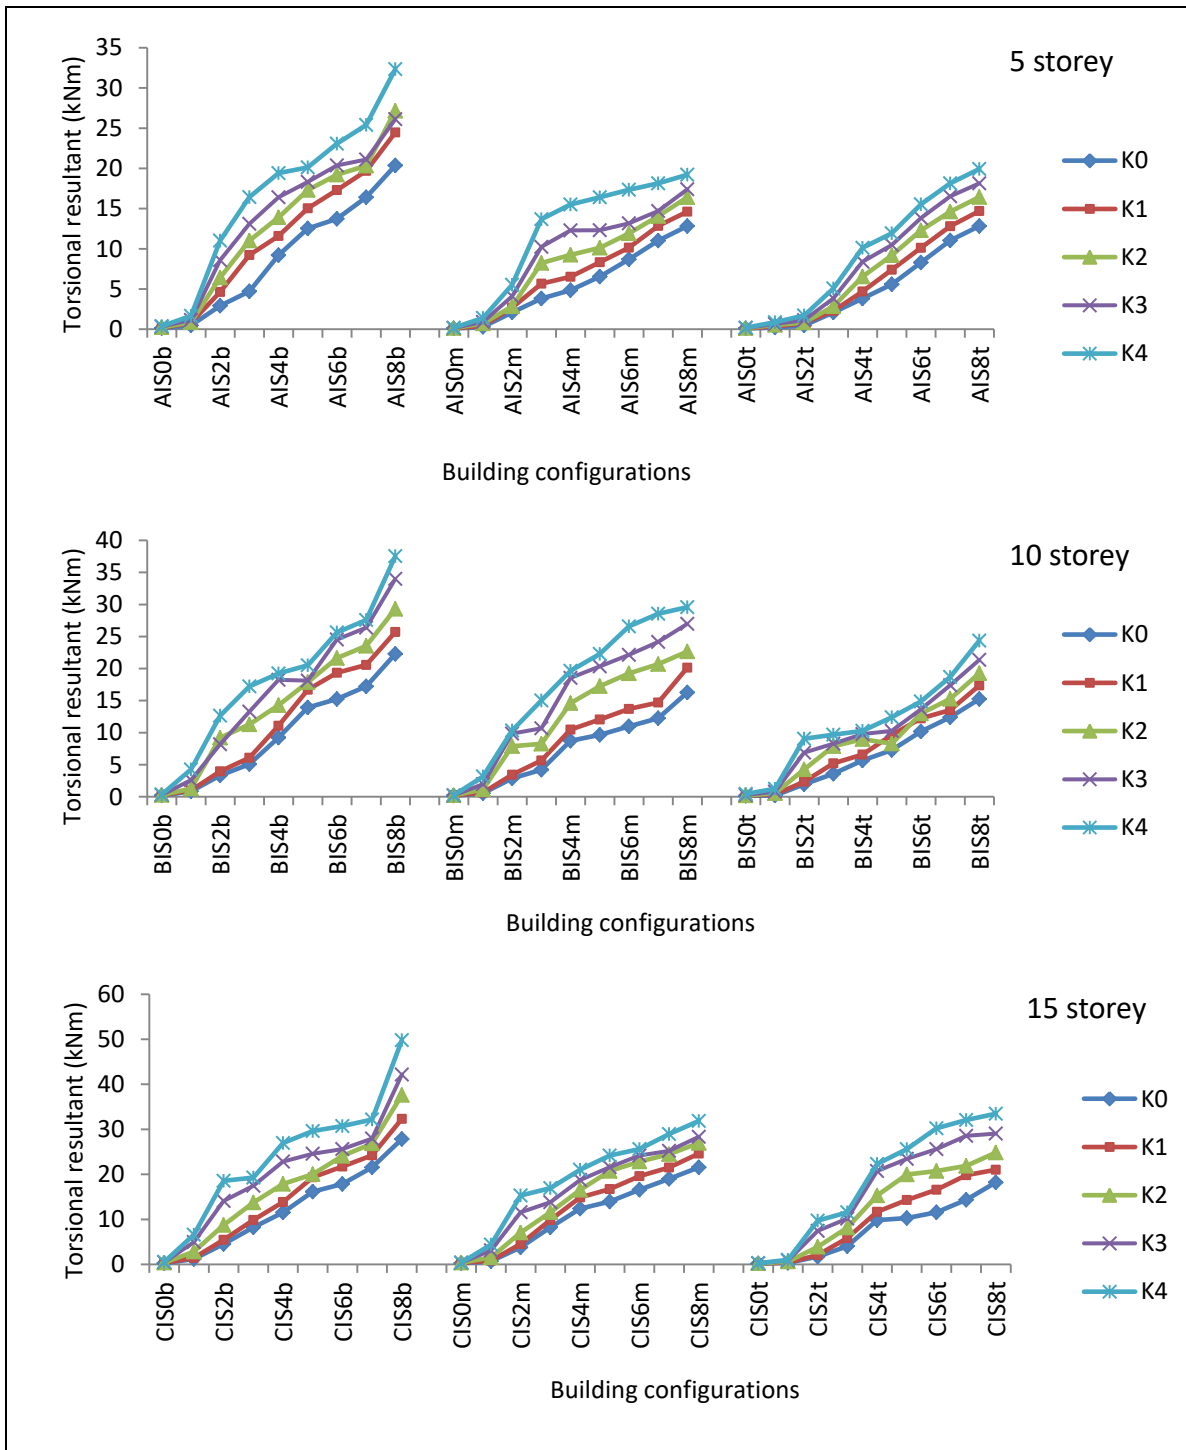 5 storey
Torsional resultant (kNm)
35
30
25
20
15
10
5
0
AIS0b
AIS2b
AIS4b
AIS6b
AIS8b
AIS0m
AIS2m
AIS4m
AIS6m
AIS8m
AIS0t
AIS2t
AIS4t
AIS6t
AIS8t
Building configurations
K0
K1
K2
K3
K4
10 storey
Torsional resultant (kNm)
40
35
30
25
20
15
10
5
0
BIS0b
BIS2b
BIS4b
BIS6b
BIS8b
BIS0m
BIS2m
BIS4m
BIS6m
BIS8m
BIS0t
BIS2t
BIS4t
BIS6t
BIS8t
Building configurations
K0
K1
K2
K3
K4
15 storey
Torsional resultant (kNm)
60
50
40
30
20
10
0
CIS0b
CIS2b
CIS4b
CIS6b
CIS8b
CIS0m
CIS2m
CIS4m
CIS6m
CIS8m
CIS0t
CIS2t
CIS4t
CIS6t
CIS8t
Building configurations
K0
K1
K2
K3
K4